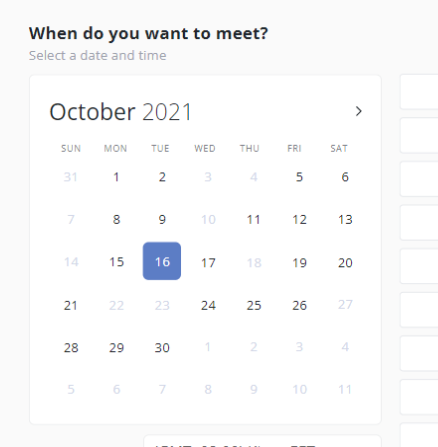 When do you want to meet?
Select a date and time
October 2021
SUN MON TUE WED THU FRI SAT
31 1 2 3 4 5 6
7 8 9 10 11 12 13
14 15 16 17 18 19 20
21 22 23 24 25 26 27
28 29 30 1 2 3 4
5 6 7 8 9 10 11